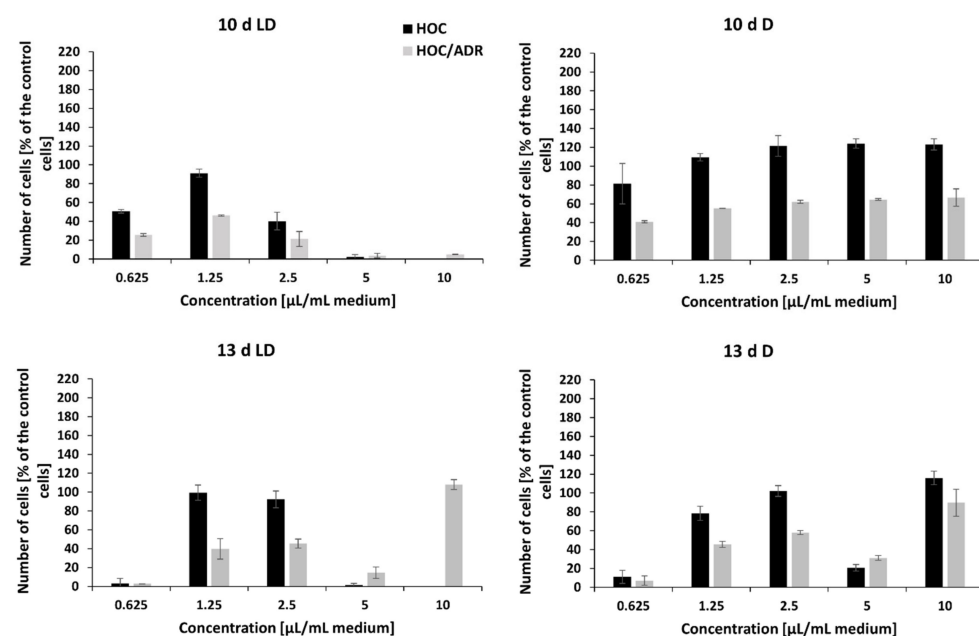 10 d LD
HOC
HOC/ADR
Number of cells [% of the control
cells]
220
200
180
160
140
120
100
80
60
40
20
0
0.625 1.25 2.5 5 10
Concentration [µL/mL medium]
10 d D
Number of cells [% of the control
cells]
220
200
180
160
140
120
100
80
60
40
20
0
0.625 1.25 2.5 5 10
Concentration [µL/mL medium]
13 d LD
Number of cells [% of the control
cells]
220
200
180
160
140
120
100
80
60
40
20
0
0.625 1.25 2.5 5 10
Concentration [µL/mL medium]
13 d D
Number of cells [% of the control
cells]
220
200
180
160
140
120
100
80
60
40
20
0
0.625 1.25 2.5 5 10
Concentration [µL/mL medium]